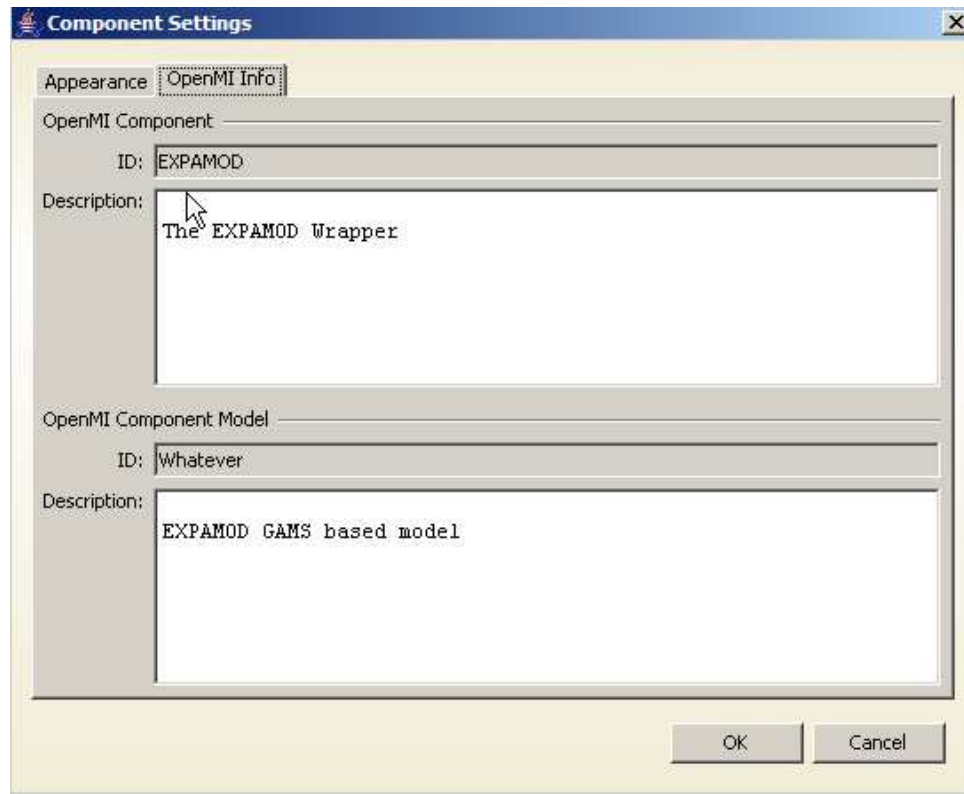 Component Settings
Appearance OpenMI Info
OpenMI Component
ID: EXPAMOD
Description:
The EXPAMOD Wrapper
OpenMI Component Model
ID: Whatever
Description:
EXPAMOD GAMS based model
OK Cancel